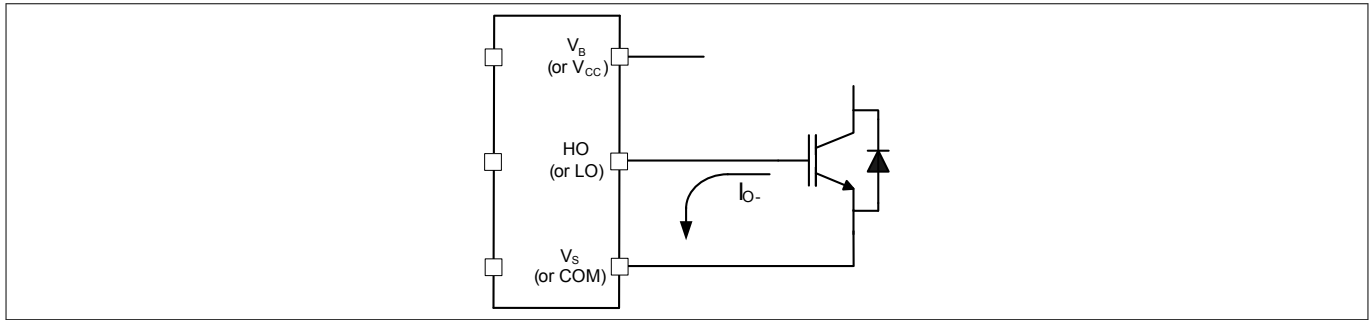 V_B
(or V_CC)
HO
(or LO)
I_O-
V_S
(or COM)